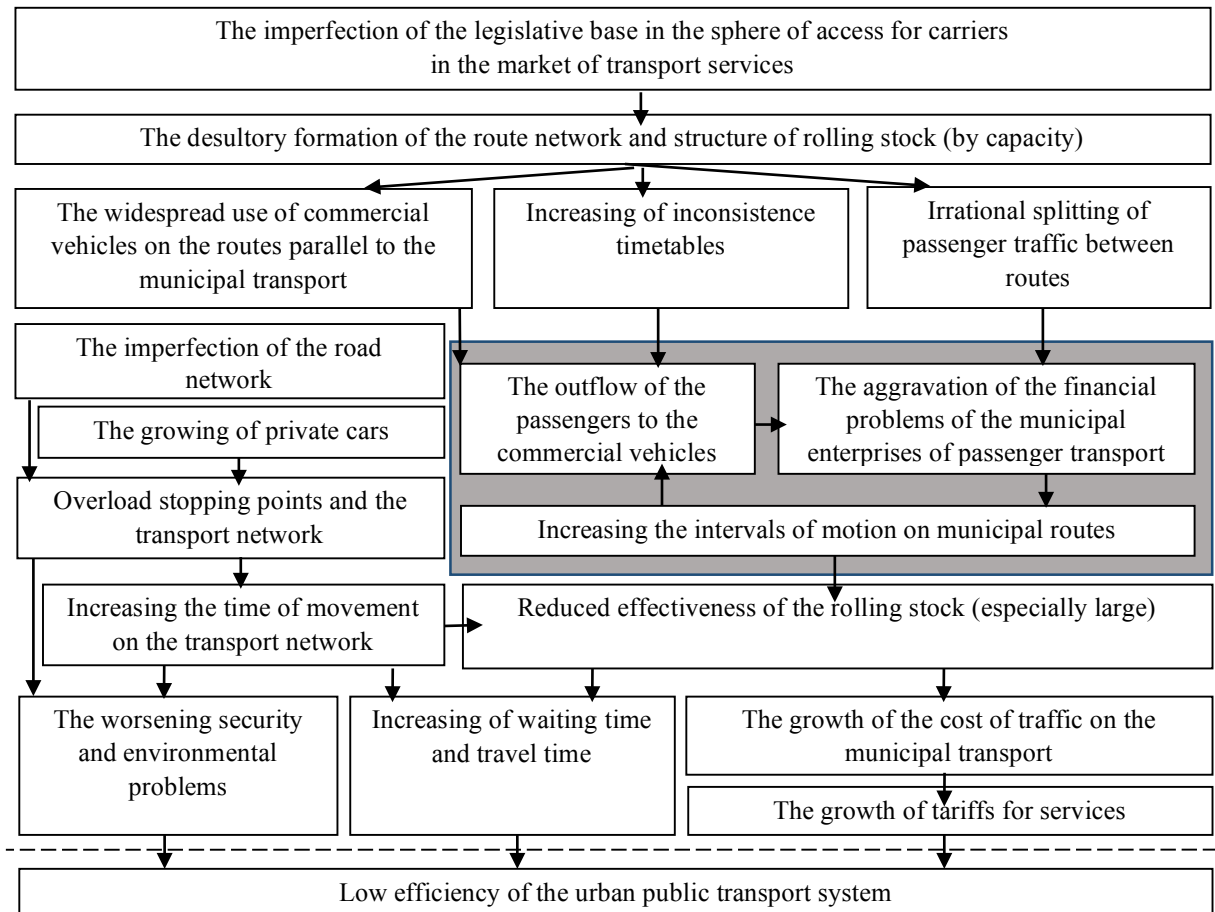 The imperfection of the legislative base in the sphere of access for carriers
in the market of transport services
The desultory formation of the route network and structure of rolling stock (by capacity)
The widespread use of commercial
vehicles on the routes parallel to the
municipal transport
Increasing of inconsistence
timetables
Irrational splitting of
passenger traffic between
routes
The imperfection of the road
network
The growing of private cars
Overload stopping points and the
transport network
The outflow of the
passengers to the
commercial vehicles
The aggravation of the financial
problems of the municipal
enterprises of passenger transport
Increasing the intervals of motion on municipal routes
Increasing the time of movement
on the transport network
Reduced effectiveness of the rolling stock (especially large)
The worsening security
and environmental
problems
Increasing of waiting time
and travel time
The growth of the cost of traffic on the
municipal transport
The growth of tariffs for services
Low efficiency of the urban public transport system